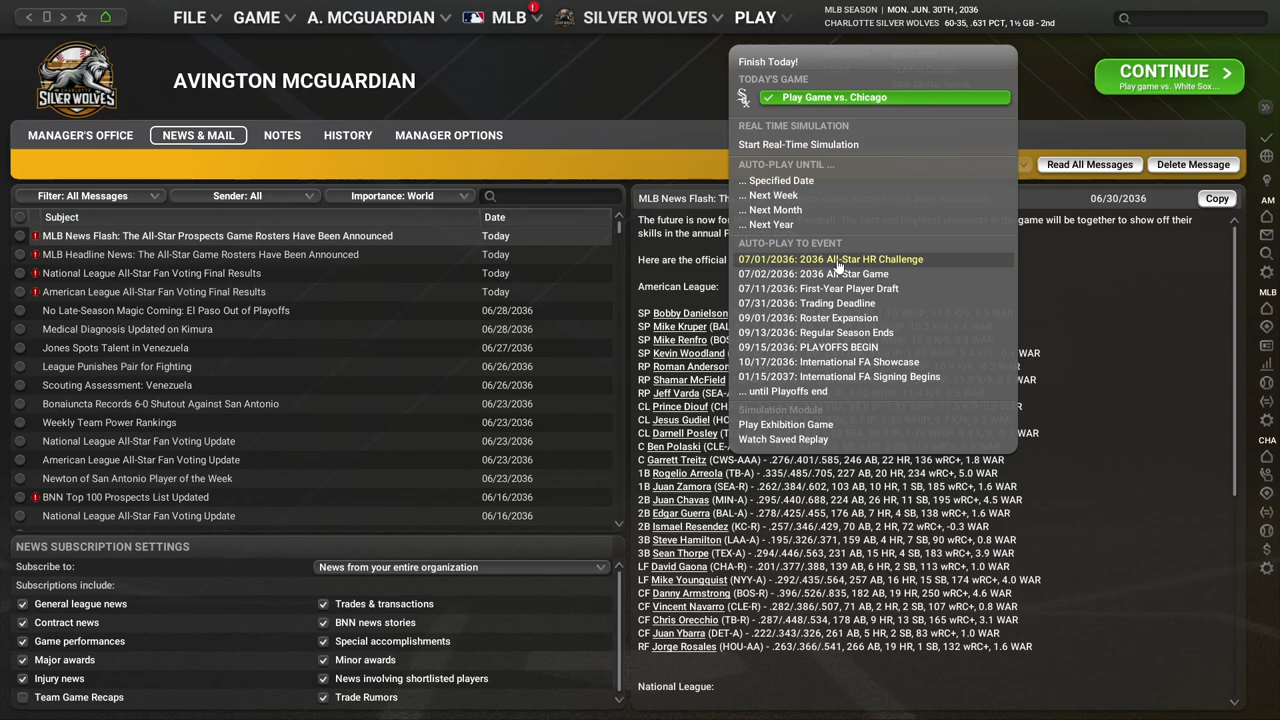 FILE GAME A. MCGUARDIAN MLB SILVER WOLVES PLAY
MLB SEASON | MON. JUN. 30TH , 2036
CHARLOTTE SILVER WOLVES 60-35, .631 PCT, 1½ GB - 2nd
SILVER WOLVES
AVINGTON MCGUARDIAN
CONTINUE
Play game vs. White Sox...
MANAGER'S OFFICE NEWS & MAIL NOTES HISTORY MANAGER OPTIONS
Read All Messages Delete Message
Finish Today!
TODAY'S GAME
Play Game vs. Chicago
REAL TIME SIMULATION
Start Real-Time Simulation
AUTO-PLAY UNTIL ...
... Specified Date
... Next Week
... Next Month
... Next Year
AUTO-PLAY TO EVENT
07/01/2036: 2036 All-Star HR Challenge
07/02/2036: 2036 All-Star Game
07/11/2036: First-Year Player Draft
07/31/2036: Trading Deadline
09/01/2036: Roster Expansion
09/13/2036: Regular Season Ends
09/15/2036: PLAYOFFS BEGIN
10/17/2036: International FA Showcase
01/15/2037: International FA Signing Begins
... until Playoffs end
Simulation Module
Play Exhibition Game
Watch Saved Replay
Filter: All Messages Sender: All Importance: World
Subject Date
MLB News Flash: The All-Star Prospects Game Rosters Have Been Announced Today
MLB Headline News: The All-Star Game Rosters Have Been Announced Today
National League All-Star Fan Voting Final Results Today
American League All-Star Fan Voting Final Results Today
No Late-Season Magic Coming: El Paso Out of Playoffs 06/28/2036
Medical Diagnosis Updated on Kimura 06/28/2036
Jones Spots Talent in Venezuela 06/27/2036
League Punishes Pair for Fighting 06/26/2036
Scouting Assessment: Venezuela 06/26/2036
Bonaiuncta Records 6-0 Shutout Against San Antonio 06/24/2036
Weekly Team Power Rankings 06/23/2036
National League All-Star Fan Voting Update 06/23/2036
American League All-Star Fan Voting Update 06/23/2036
Newton of San Antonio Player of the Week 06/23/2036
BNN Top 100 Prospects List Updated 06/16/2036
National League All-Star Fan Voting Update 06/16/2036
NEWS SUBSCRIPTION SETTINGS
Subscribe to: News from your entire organization
Subscriptions include:
General league news Trades & transactions
Contract news BNN news stories
Game performances Special accomplishments
Major awards Minor awards
Injury news News involving shortlisted players
Team Game Recaps Trade Rumors
MLB News Flash: Th 06/30/2036 Copy
The future is now for game will be together to show off their
skills in the annual F
Here are the official
American League:
SP Bobby Danielson
SP Mike Kruper (BAL
SP Mike Renfro (BOS
SP Kevin Woodland WAR
RP Roman Anderson
RP Shamar McField WAR
RP Jeff Varda (SEA-
CL Prince Diouf (CH WAR
CL Jesus Gudiel (HO
CL Darnell Posley (T WAR
C Ben Polaski (CLE-A
C Garrett Treitz (CWS-AAA) - .276/.401/.585, 246 AB, 22 HR, 136 wRC+, 1.8 WAR
1B Rogelio Arreola (TB-A) - .335/.485/.705, 227 AB, 20 HR, 234 wRC+, 5.0 WAR
1B Juan Zamora (SEA-R) - .262/.384/.602, 103 AB, 10 HR, 1 SB, 185 wRC+, 1.6 WAR
2B Juan Chavas (MIN-A) - .295/.440/.688, 224 AB, 26 HR, 11 SB, 195 wRC+, 4.5 WAR
2B Edgar Guerra (BAL-A) - .278/.425/.455, 176 AB, 7 HR, 4 SB, 138 wRC+, 1.6 WAR
2B Ismael Resendez (KC-R) - .257/.346/.429, 70 AB, 2 HR, 72 wRC+, -0.3 WAR
3B Steve Hamilton (LAA-A) - .195/.326/.371, 159 AB, 4 HR, 7 SB, 90 wRC+, 0.8 WAR
3B Sean Thorpe (TEX-A) - .294/.446/.563, 231 AB, 15 HR, 4 SB, 183 wRC+, 3.9 WAR
LF David Gaona (CHA-R) - .201/.377/.388, 139 AB, 6 HR, 2 SB, 113 wRC+, 1.0 WAR
LF Mike Youngquist (NYY-A) - .292/.435/.564, 257 AB, 16 HR, 15 SB, 174 wRC+, 4.0 WAR
CF Danny Armstrong (BOS-R) - .396/.526/.835, 182 AB, 19 HR, 250 wRC+, 4.6 WAR
CF Vincent Navarro (CLE-R) - .282/.386/.507, 71 AB, 2 HR, 2 SB, 107 wRC+, 0.8 WAR
CF Chris Orecchio (TB-R) - .287/.448/.534, 178 AB, 9 HR, 13 SB, 165 wRC+, 3.1 WAR
CF Juan Ybarra (DET-A) - .222/.343/.326, 261 AB, 5 HR, 2 SB, 83 wRC+, 1.0 WAR
RF Jorge Rosales (HOU-AA) - .263/.366/.541, 266 AB, 19 HR, 1 SB, 132 wRC+, 1.6 WAR
National League:
AM
MLB
CHA